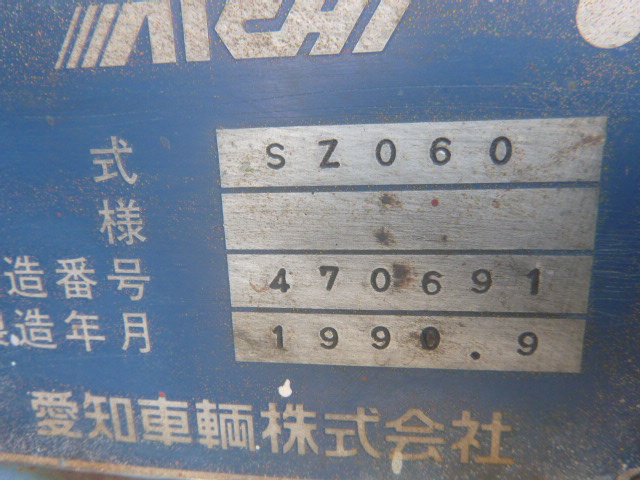 AICHI
式 SZ060
様
造番号 470691
製造年月 1990.9
愛知車輌株式会社